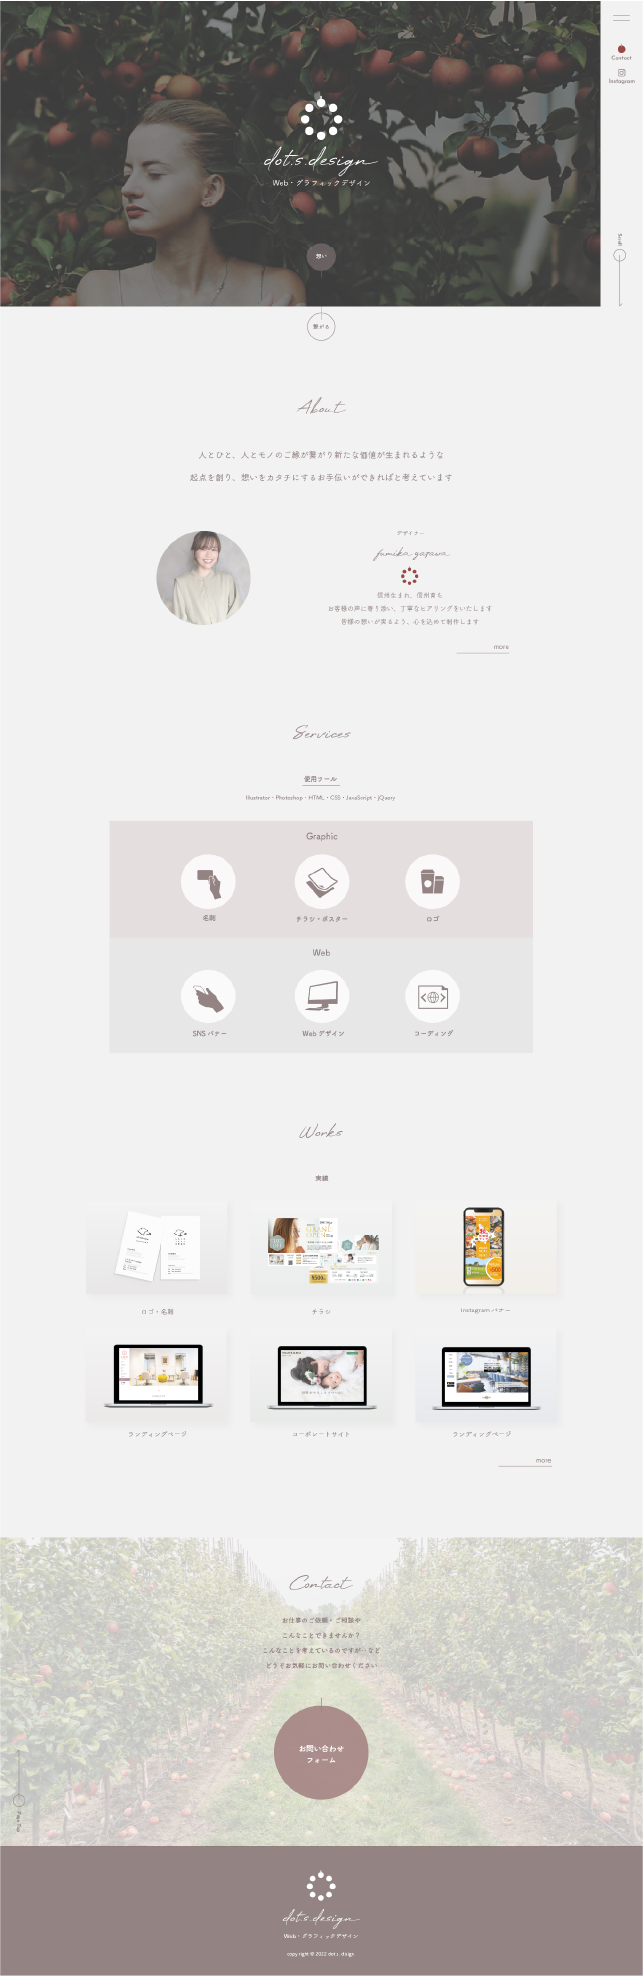 Contact
Instagram
dot.s.design
Web・グラフィックデザイン
Scroll
想い
繋がる
About
人とひと、人とモノのご縁が繋がり新たな価値が生まれるような
起点を創り、想いをカタチにするお手伝いができればと考えています
デザイナー
fumika yazawa
信州生まれ、信州育ち
お客様の声に寄り添い、丁寧なヒアリングをいたします
皆様の想いが実るよう、心を込めて制作します
more
Services
使用ツール
Illustrator・Photoshop・HTML・CSS・JavaScript・jQuery
Graphic
名刺
チラシ・ポスター
ロゴ
Web
SNS バナー
Web デザイン
コーディング
Works
実績
GRAND
OPEN
ロゴ・名刺
チラシ
Instagram バナー
ランディングページ
コーポレートサイト
ランディングページ
more
Contact
お仕事のご依頼・ご相談や
こんなことできませんか？
こんなことを考えているのですが…など
どうぞお気軽にお問い合わせください
お問い合わせ
フォーム
Page Top
dot.s.design
Web・グラフィックデザイン
copy right © 2022 dot.s. disign